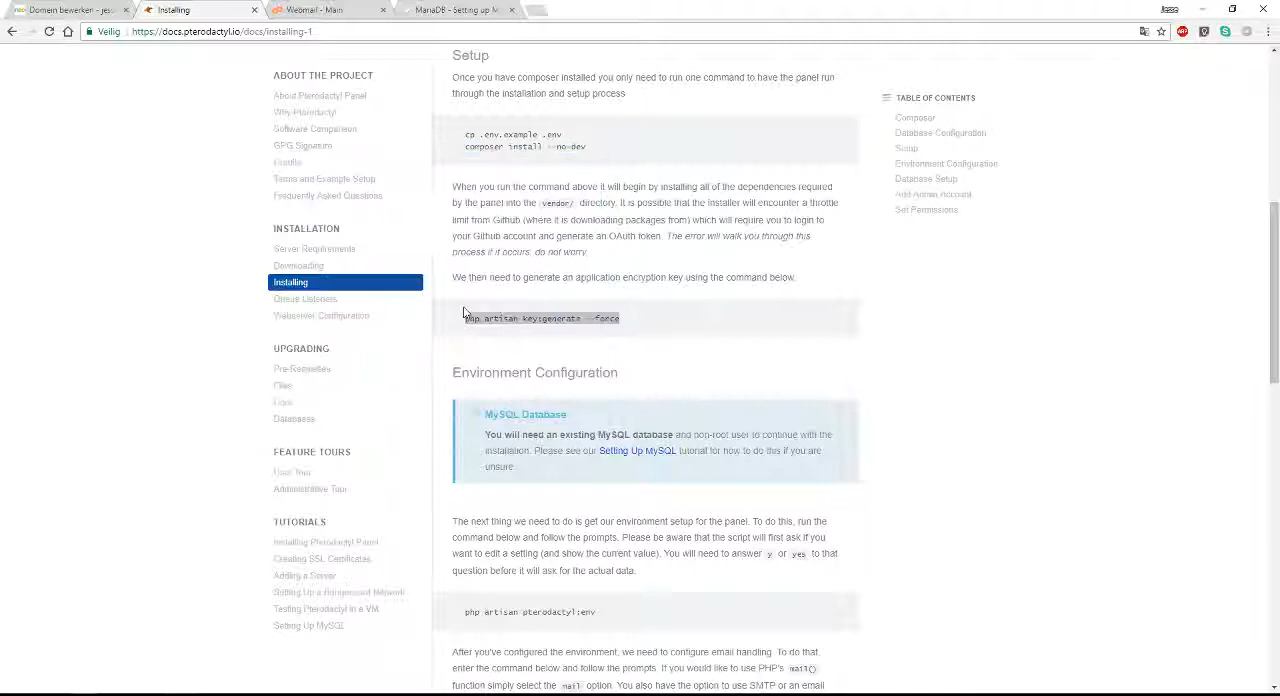 Domein bewerken - jess
Installing
Webmail - Main
MariaDB - Setting up M
Jesse
Veilig
https://docs.pterodactyl.io/docs/installing-1
ABOUT THE PROJECT
About Pterodactyl Panel
Why Pterodactyl
Software Comparison
GPG Signature
Terms and Example Setup
Frequently Asked Questions
INSTALLATION
Server Requirements
Downloading
Installing
Queue Listeners
Webserver Configuration
UPGRADING
Pre-Requisites
Files
Logs
Databases
FEATURE TOURS
User Tour
Administrative Tour
TUTORIALS
Installing Pterodactyl Panel
Creating SSL Certificates
Adding a Server
Setting Up a Nongameserver Network
Testing Pterodactyl in a VM
Setting Up MySQL
Setup
Once you have composer installed you only need to run one command to have the panel run
through the installation and setup process
cp .env.example .env
composer install --no-dev
When you run the command above it will begin by installing all of the dependencies required
by the panel into the vendor/ directory. It is possible that the installer will encounter a throttle
limit from Github (where it is downloading packages from) which will require you to login to
your Github account and generate an OAuth token. The error will walk you through this
process if it occurs, do not worry.
We then need to generate an application encryption key using the command below.
php artisan key:generate --force
Environment Configuration
MySQL Database
You will need an existing MySQL database and non-root user to continue with the
installation. Please see our Setting Up MySQL tutorial for how to do this if you are
unsure.
The next thing we need to do is get our environment setup for the panel. To do this, run the
command below and follow the prompts. Please be aware that the script will first ask if you
want to edit a setting (and show the current value). You will need to answer y or yes to that
question before it will ask for the actual data.
php artisan pterodactyl:env
After you've configured the environment, we need to configure email handling. To do that,
enter the command below and follow the prompts. If you would like to use PHP's mail()
function simply select the mail option. You also have the option to use SMTP or an email
TABLE OF CONTENTS
Composer
Database Configuration
Setup
Environment Configuration
Database Setup
Add Admin Account
Set Permissions